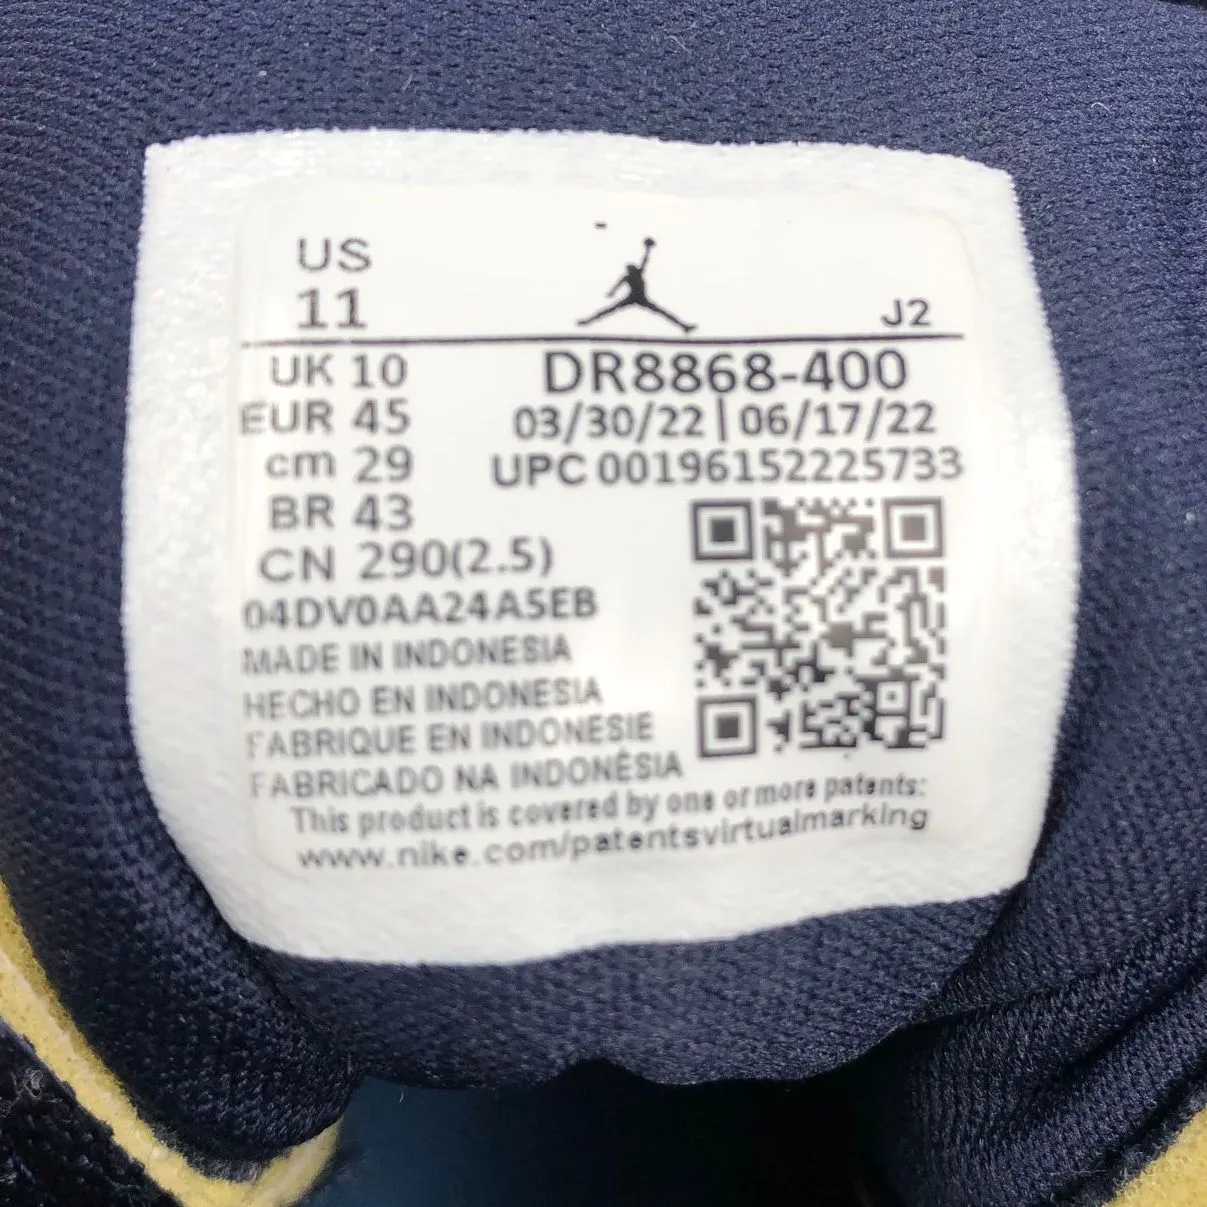 US
11
J2
UK 10
DR8868-400
EUR 45
03/30/22 | 06/17/22
cm 29
UPC 00196152225733
BR 43
CN 290(2.5)
04DV0AA24A5EB
MADE IN INDONESIA
HECHO EN INDONESIA
FABRIQUE EN INDONESIE
FABRICADO NA INDONÉSIA
This product is covered by one or more patents:
www.nike.com/patentsvirtualmarking